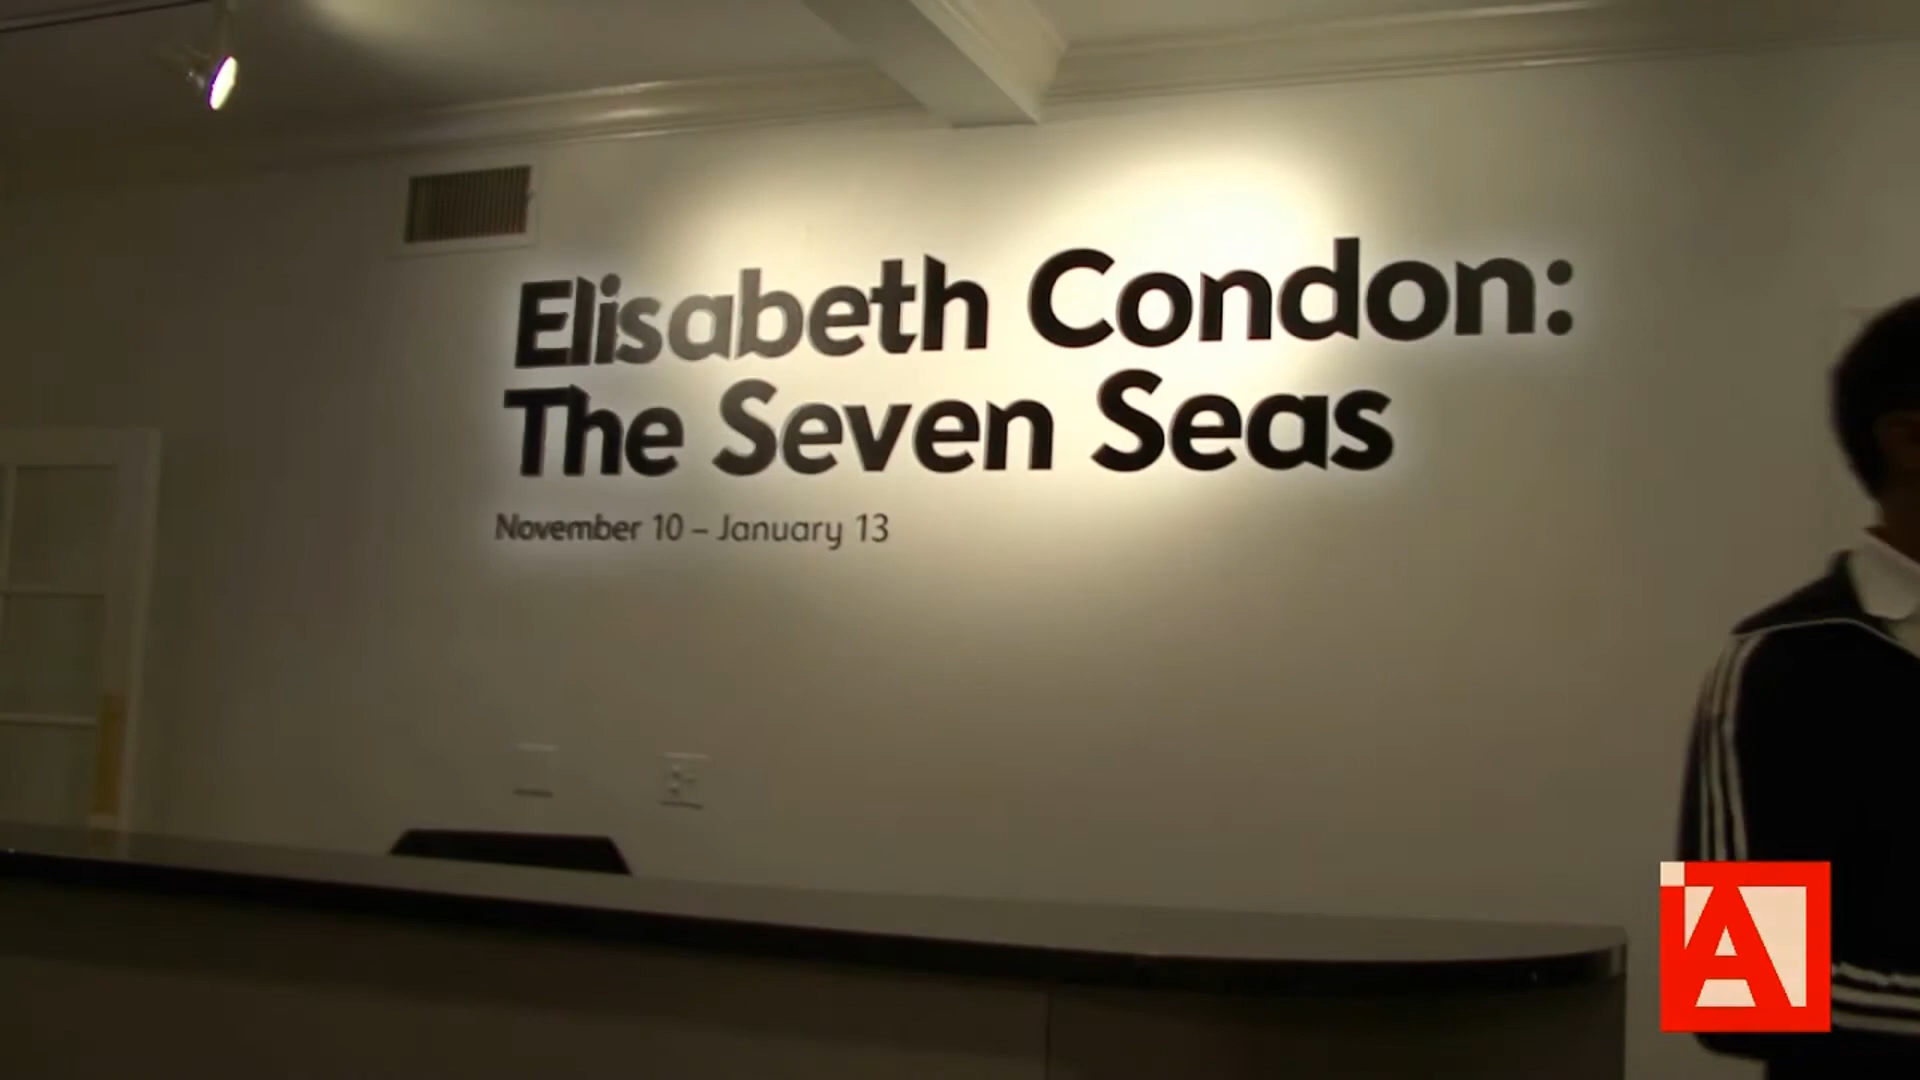 Elisabeth Condon:
The Seven Seas
November 10 – January 13
A